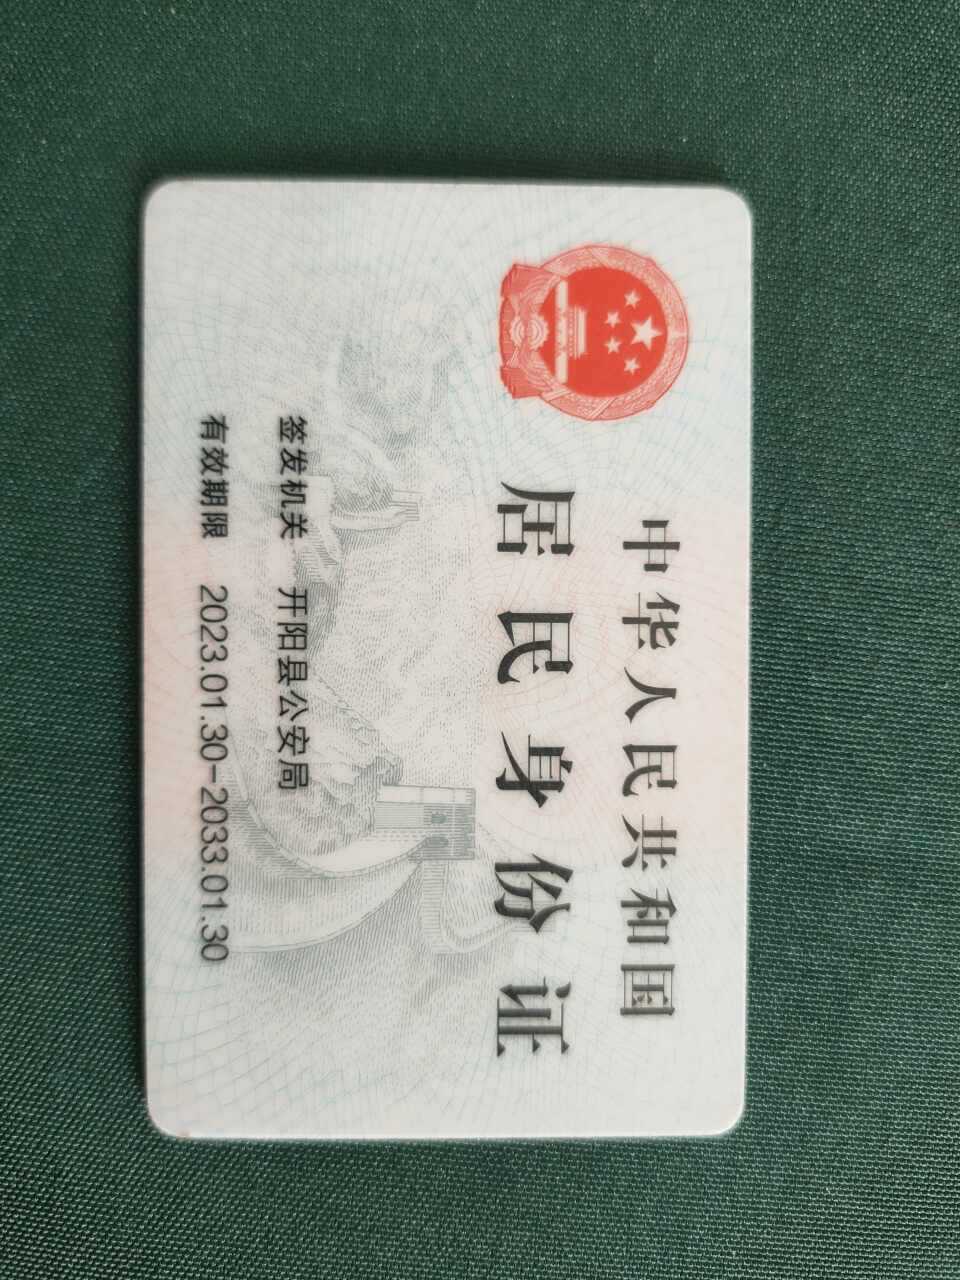 中华人民共和国
居民身份证
签发机关 开阳县公安局
有效期限 2023.01.30-2033.01.30